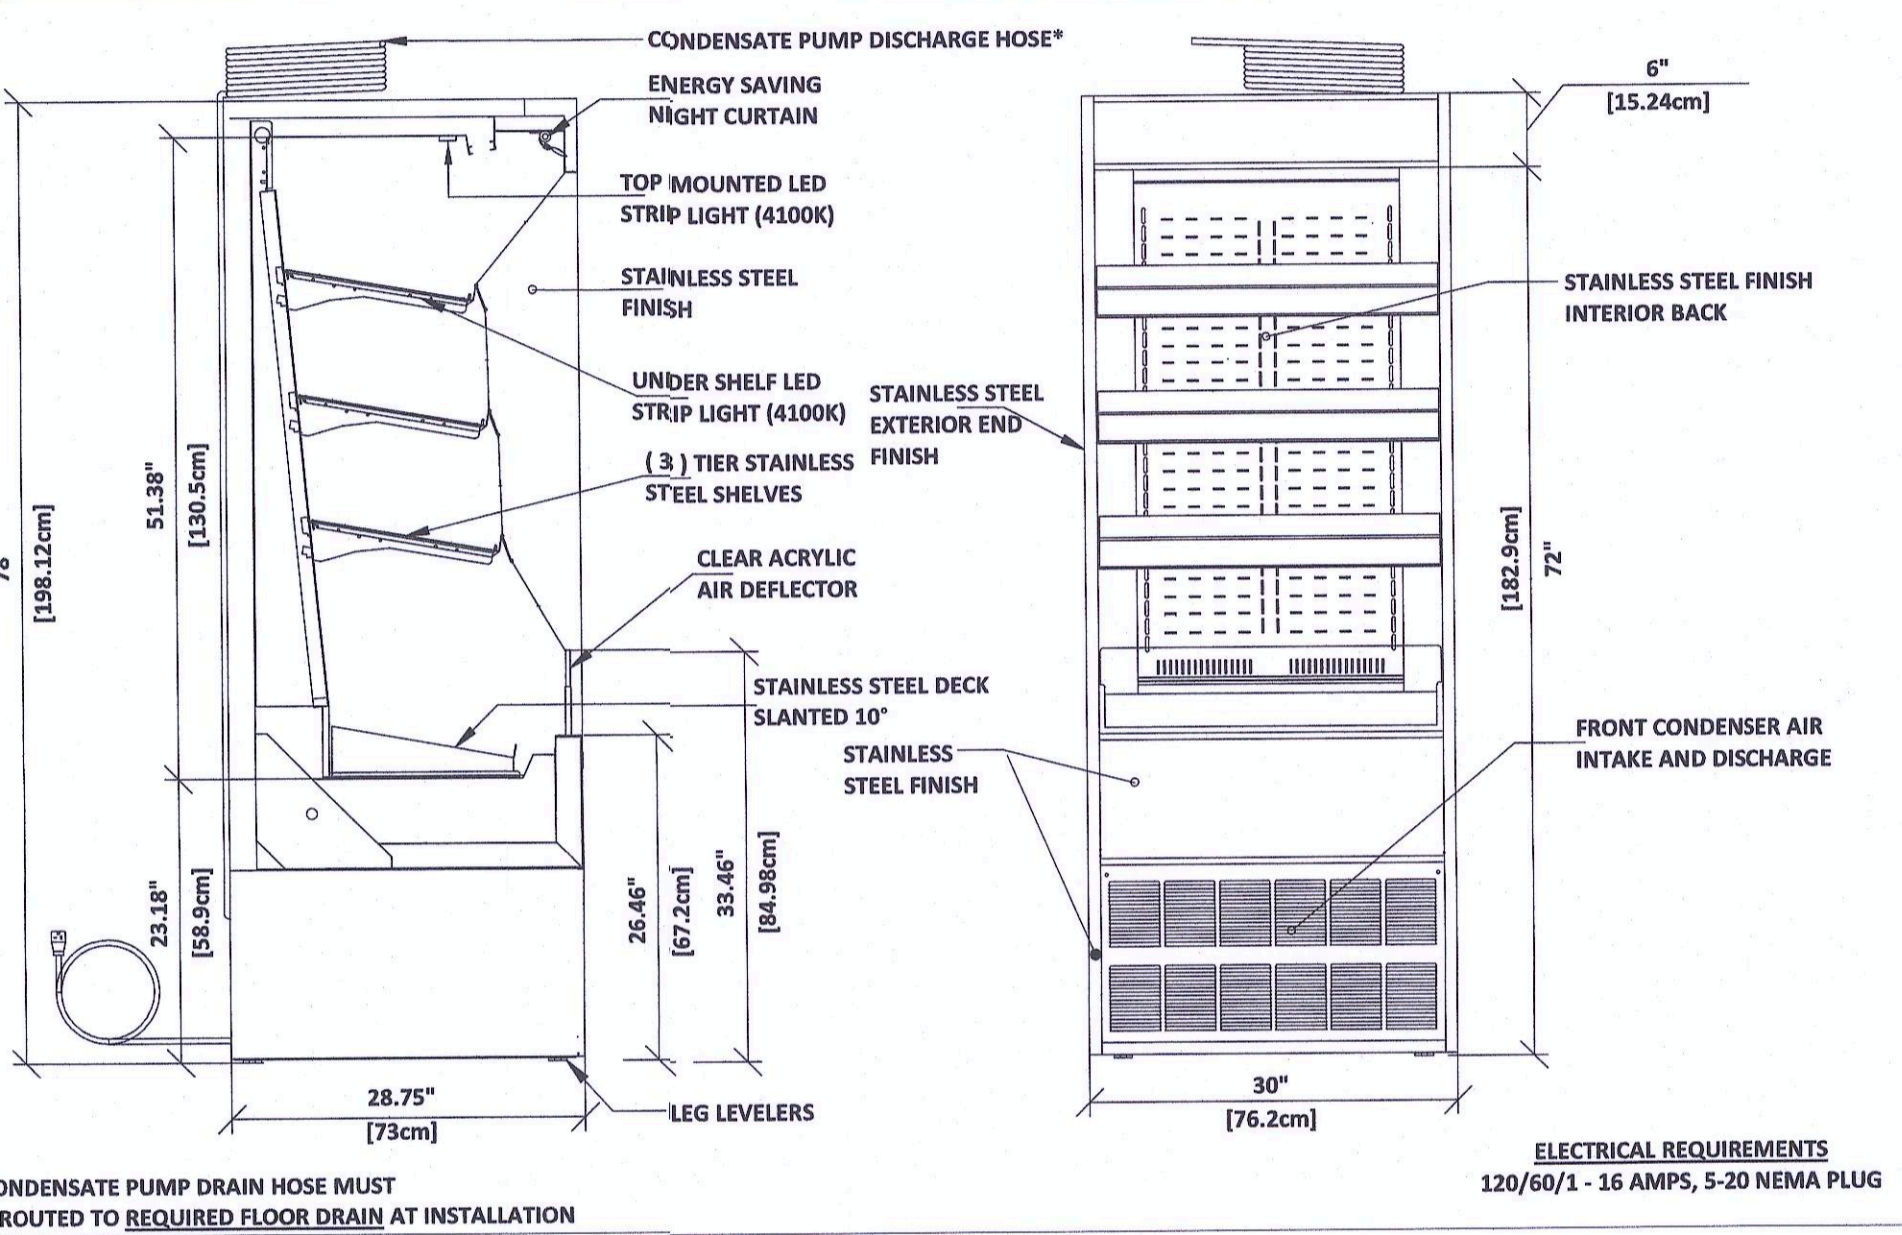 CONDENSATE PUMP DISCHARGE HOSE*
ENERGY SAVING
NIGHT CURTAIN
TOP MOUNTED LED
STRIP LIGHT (4100K)
STAINLESS STEEL
FINISH
UNDER SHELF LED
STRIP LIGHT (4100K)
(3) TIER STAINLESS
STEEL SHELVES
CLEAR ACRYLIC
AIR DEFLECTOR
STAINLESS STEEL DECK
SLANTED 10°
LEG LEVELERS
[198.12cm]
51.38"
[130.5cm]
23.18"
[58.9cm]
26.46"
[67.2cm]
33.46"
[84.98cm]
28.75"
[73cm]
STAINLESS STEEL
EXTERIOR END
FINISH
STAINLESS
STEEL FINISH
6"
[15.24cm]
STAINLESS STEEL FINISH
INTERIOR BACK
[182.9cm]
72"
FRONT CONDENSER AIR
INTAKE AND DISCHARGE
30"
[76.2cm]
ELECTRICAL REQUIREMENTS
120/60/1 - 16 AMPS, 5-20 NEMA PLUG
ONDENSATE PUMP DRAIN HOSE MUST
ROUTED TO REQUIRED FLOOR DRAIN AT INSTALLATION